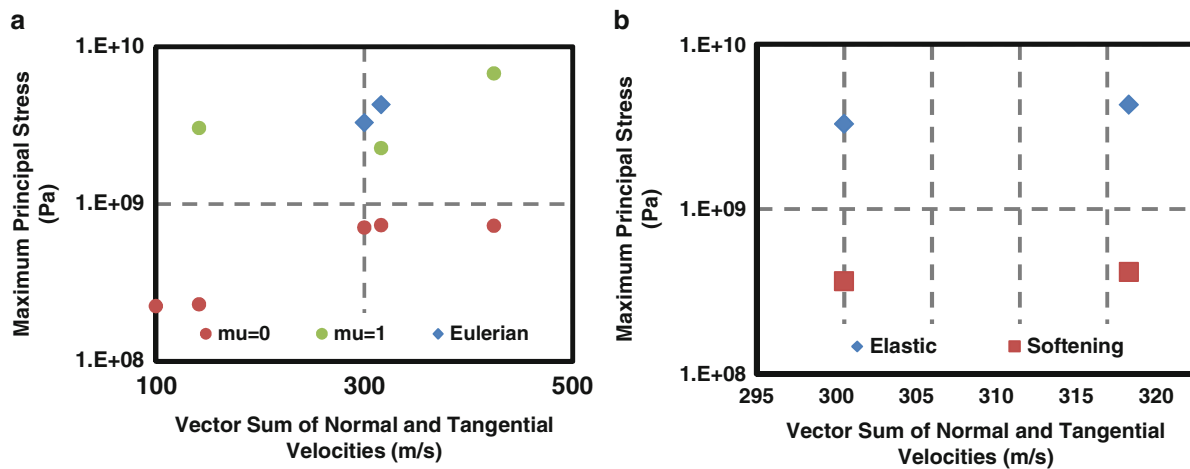 a
1.E+10
1.E+09
1.E+08
Maximum Principal Stress
(Pa)
mu=0
mu=1
Eulerian
100
300
500
Vector Sum of Normal and Tangential
Velocities (m/s)
b
1.E+10
1.E+09
1.E+08
Maximum Principal Stress
(Pa)
Elastic
Softening
295
300
305
310
315
320
Vector Sum of Normal and Tangential
Velocities (m/s)